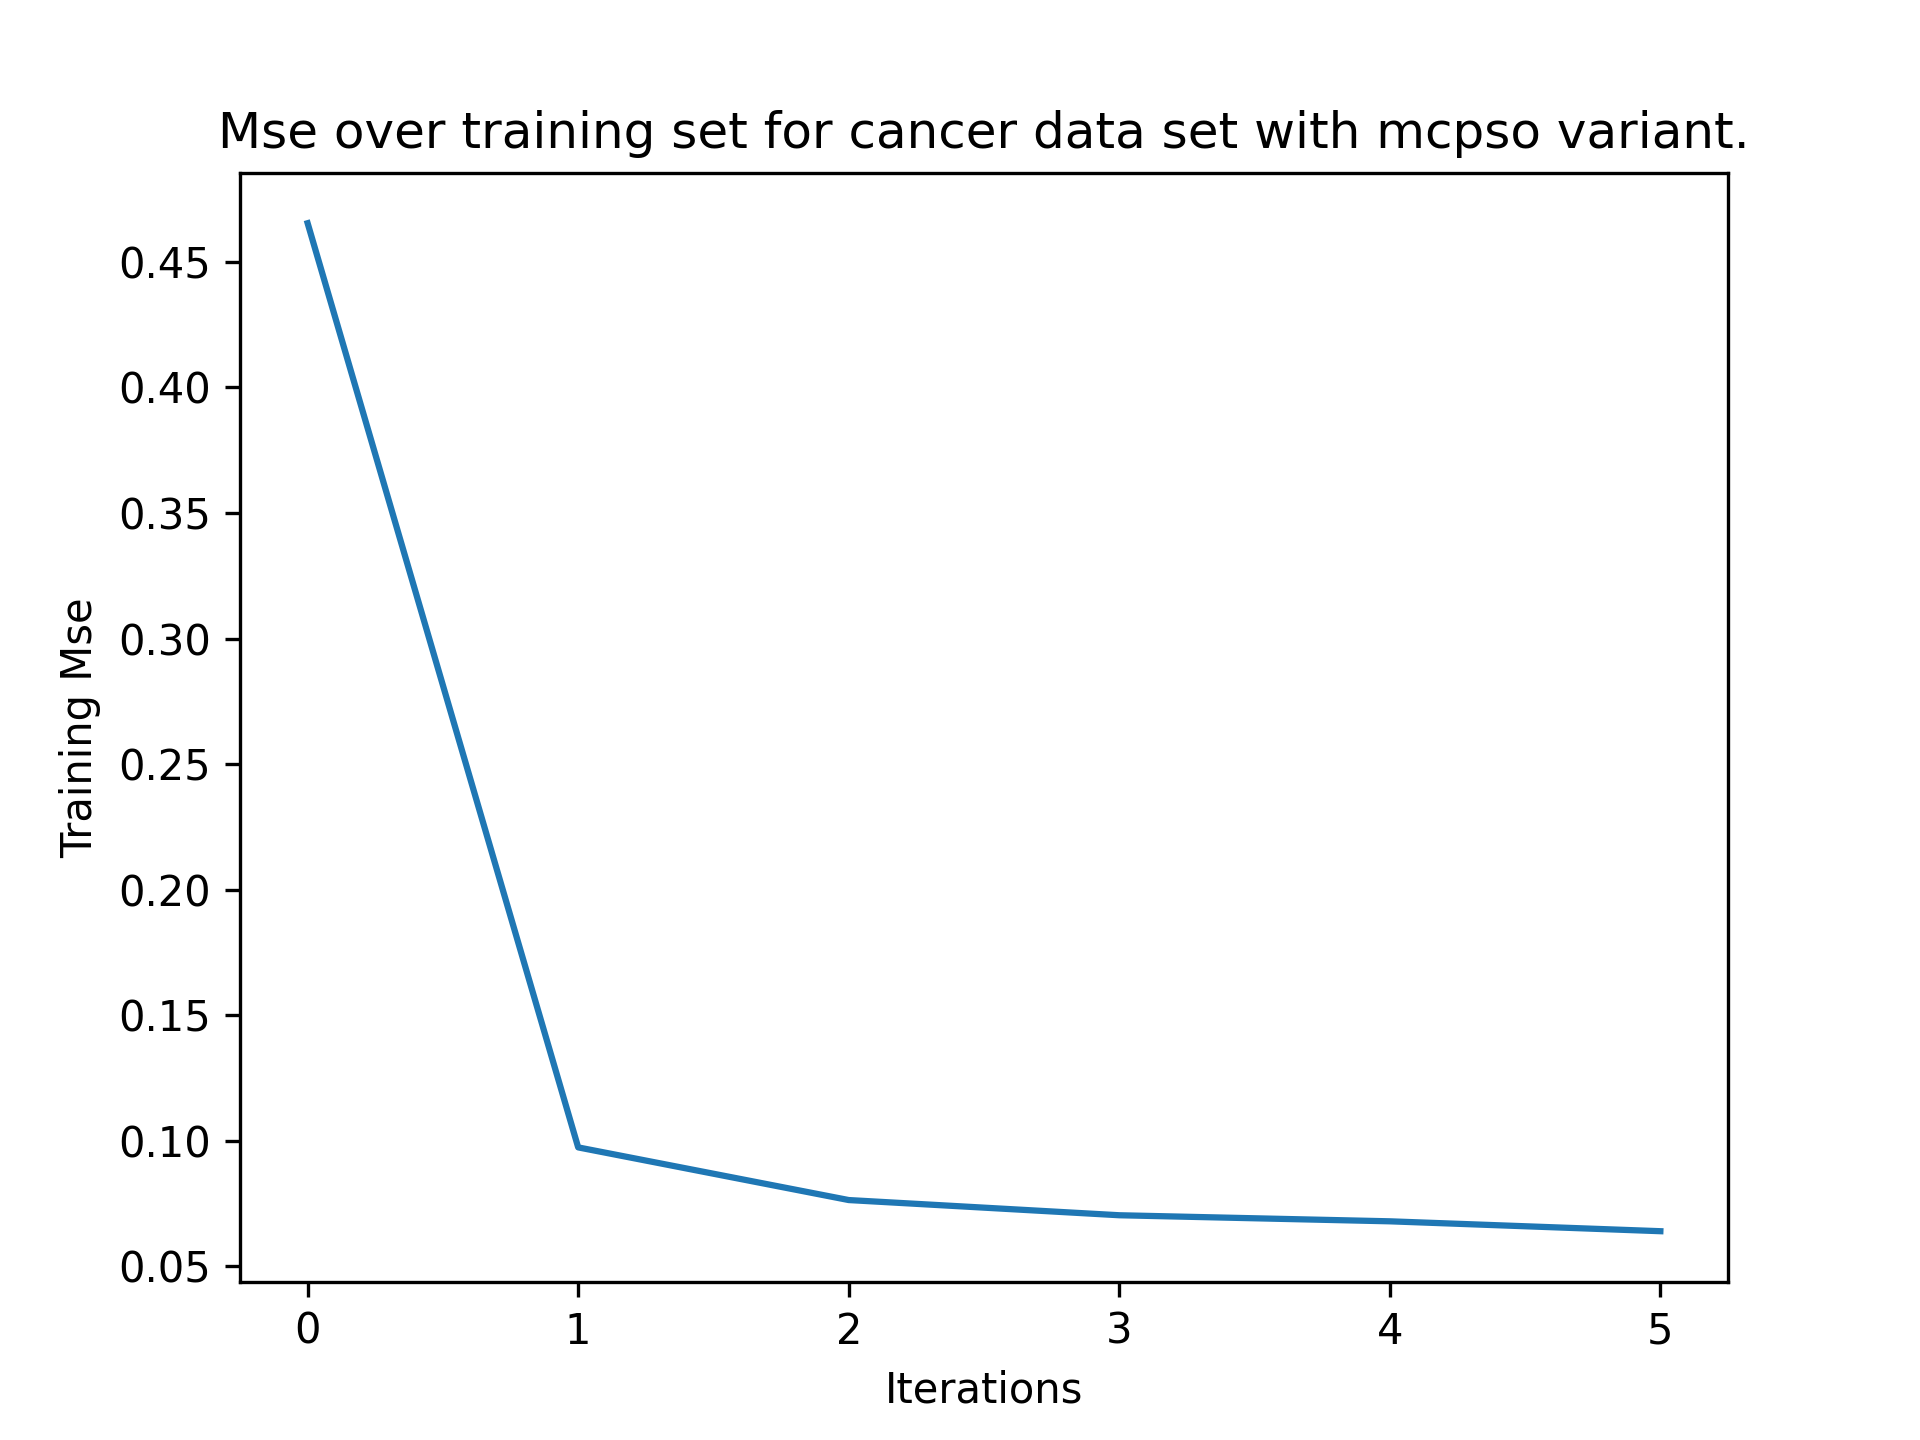 Mse over training set for cancer data set with mcpso variant.
Training Mse
0.45
0.40
0.35
0.30
0.25
0.20
0.15
0.10
0.05
0 1 2 3 4 5
Iterations